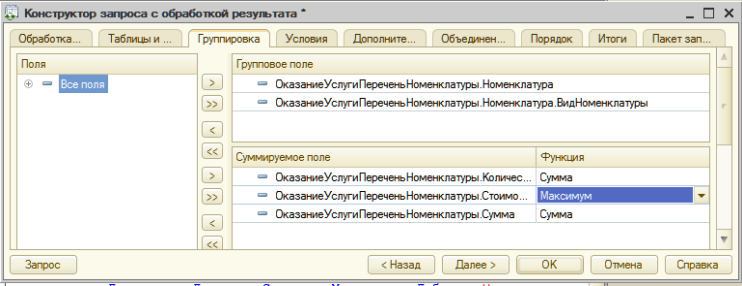 Конструктор запроса с обработкой результата *
Обработка... Таблицы и ... Группировка Условия Дополните... Объединен... Порядок Итоги Пакет зап...
Поля
Все поля
Групповое поле
ОказаниеУслугиПереченьНоменклатуры.Номенклатура
ОказаниеУслугиПереченьНоменклатуры.Номенклатура.ВидНоменклатуры
> >> < <<
Суммируемое поле Функция
ОказаниеУслугиПереченьНоменклатуры.Количес... Сумма
ОказаниеУслугиПереченьНоменклатуры.Стоимо... Максимум
ОказаниеУслугиПереченьНоменклатуры.Сумма Сумма
> >> < <<
Запрос < Назад Далее > ОК Отмена Справка